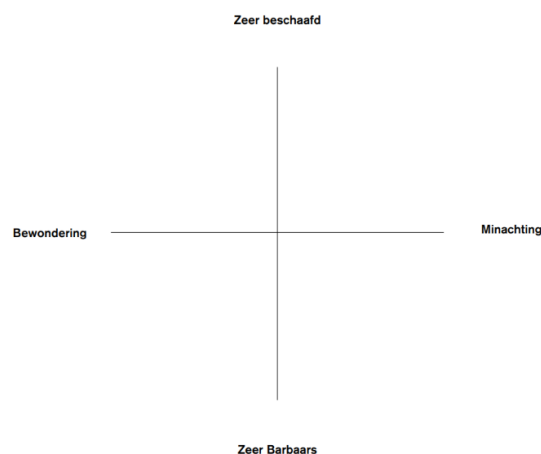 Zeer beschaafd
Bewondering
Minachting
Zeer Barbaars